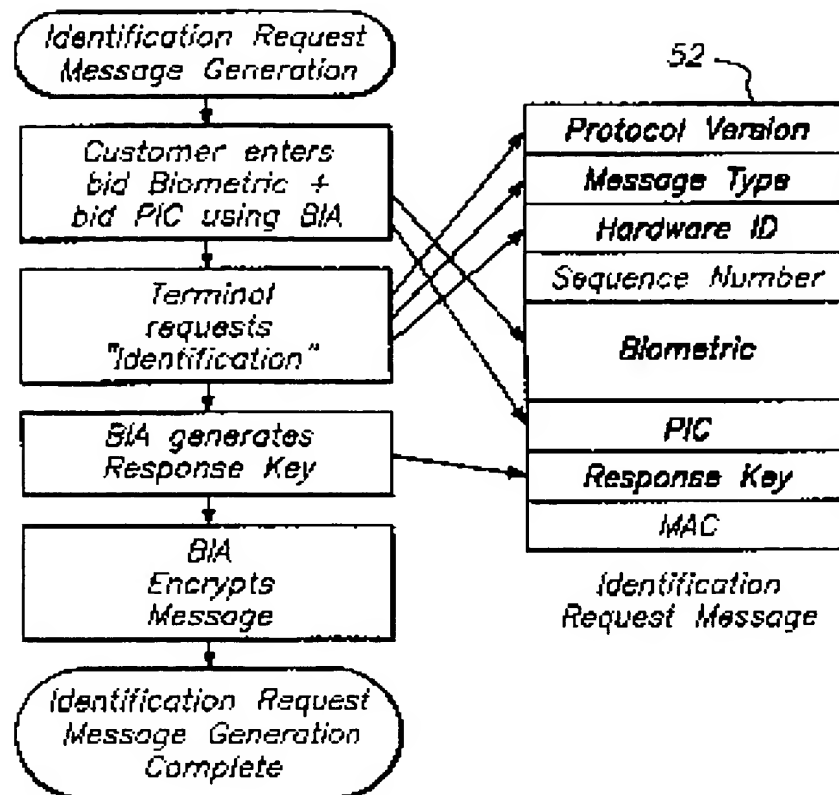 Identification Request
Message Generation
Customer enters
bid Biometric +
bid PIC using BIA
Terminal
requests
"Identification"
BIA generates
Response Key
BIA
Encrypts
Message
Identification Request
Message Generation
Complete
52
Protocol Version
Message Type
Hardware ID
Sequence Number
Biometric
PIC
Response Key
MAC
Identification
Request Message